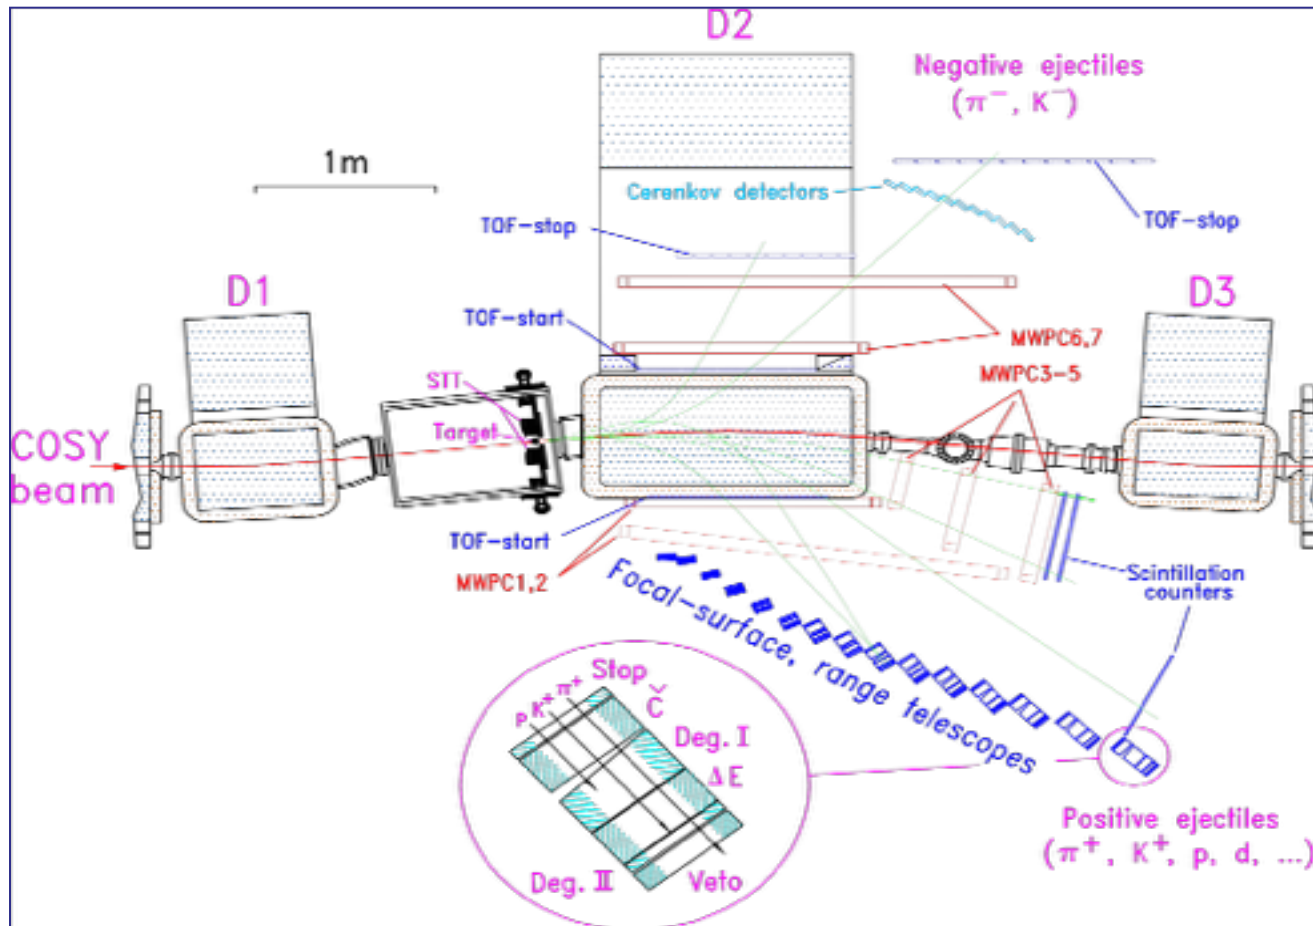 D2
Negative ejectiles
(π⁻, K⁻)
1m
Cerenkov detectors
TOF-stop
TOF-stop
D1
D3
TOF-start
MWPC6,7
MWPC3-5
STT
Target
COSY
beam
TOF-start
MWPC1,2
Scintillation
counters
Focal-surface, range telescopes
Stop
p K⁺ π⁺
Č
Deg. I
ΔE
Deg. II
Veto
Positive ejectiles
(π⁺, K⁺, p, d, ...)